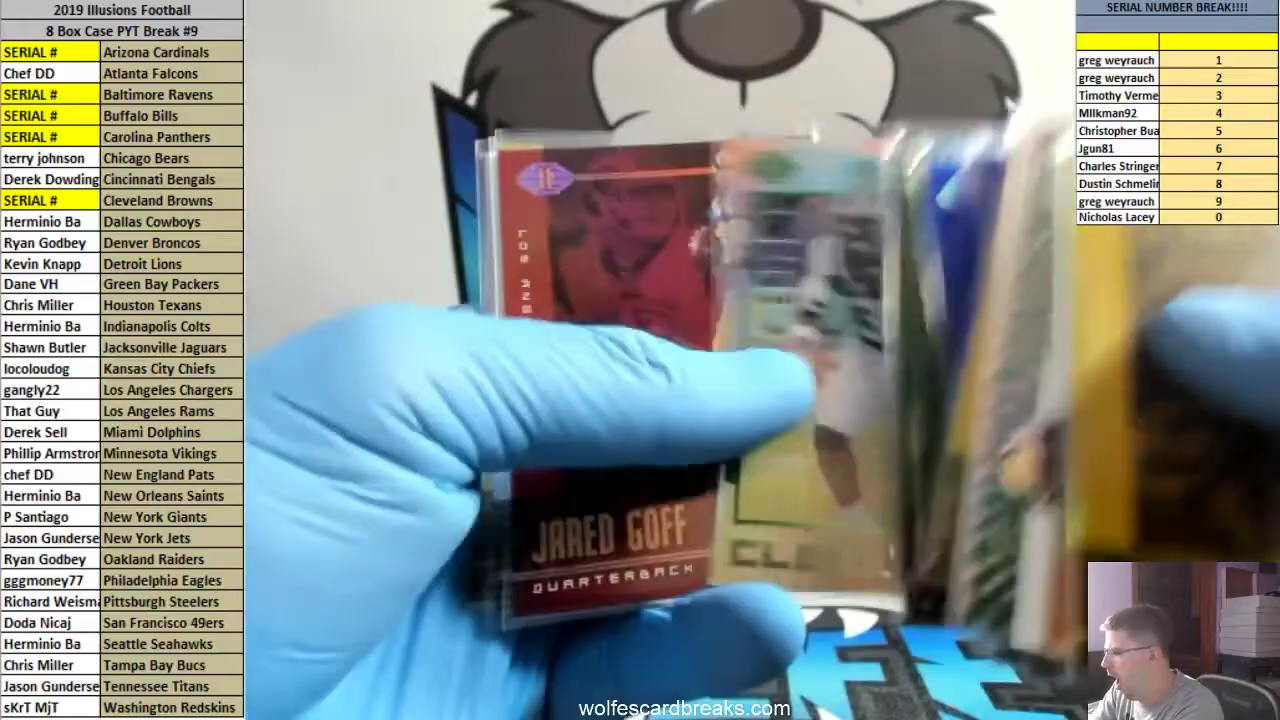 2019 Illusions Football
8 Box Case PYT Break #9
SERIAL # Arizona Cardinals
Chef DD Atlanta Falcons
SERIAL # Baltimore Ravens
SERIAL # Buffalo Bills
SERIAL # Carolina Panthers
terry johnson Chicago Bears
Derek Dowding Cincinnati Bengals
SERIAL # Cleveland Browns
Herminio Ba Dallas Cowboys
Ryan Godbey Denver Broncos
Kevin Knapp Detroit Lions
Dane VH Green Bay Packers
Chris Miller Houston Texans
Herminio Ba Indianapolis Colts
Shawn Butler Jacksonville Jaguars
locoloudog Kansas City Chiefs
gangly22 Los Angeles Chargers
That Guy Los Angeles Rams
Derek Sell Miami Dolphins
Phillip Armstron Minnesota Vikings
chef DD New England Pats
Herminio Ba New Orleans Saints
P Santiago New York Giants
Jason Gunderse New York Jets
Ryan Godbey Oakland Raiders
gggmoney77 Philadelphia Eagles
Richard Weisma Pittsburgh Steelers
Doda Nicaj San Francisco 49ers
Herminio Ba Seattle Seahawks
Chris Miller Tampa Bay Bucs
Jason Gunderse Tennessee Titans
sKrT MjT Washington Redskins
LOS ANG
JARED GOFF
QUARTERBACK
wolfescardbreaks.com
SERIAL NUMBER BREAK!!!!
greg weyrauch 1
greg weyrauch 2
Timothy Verme 3
MIlkman92 4
Christopher Bua 5
Jgun81 6
Charles Stringer 7
Dustin Schmelin 8
greg weyrauch 9
Nicholas Lacey 0